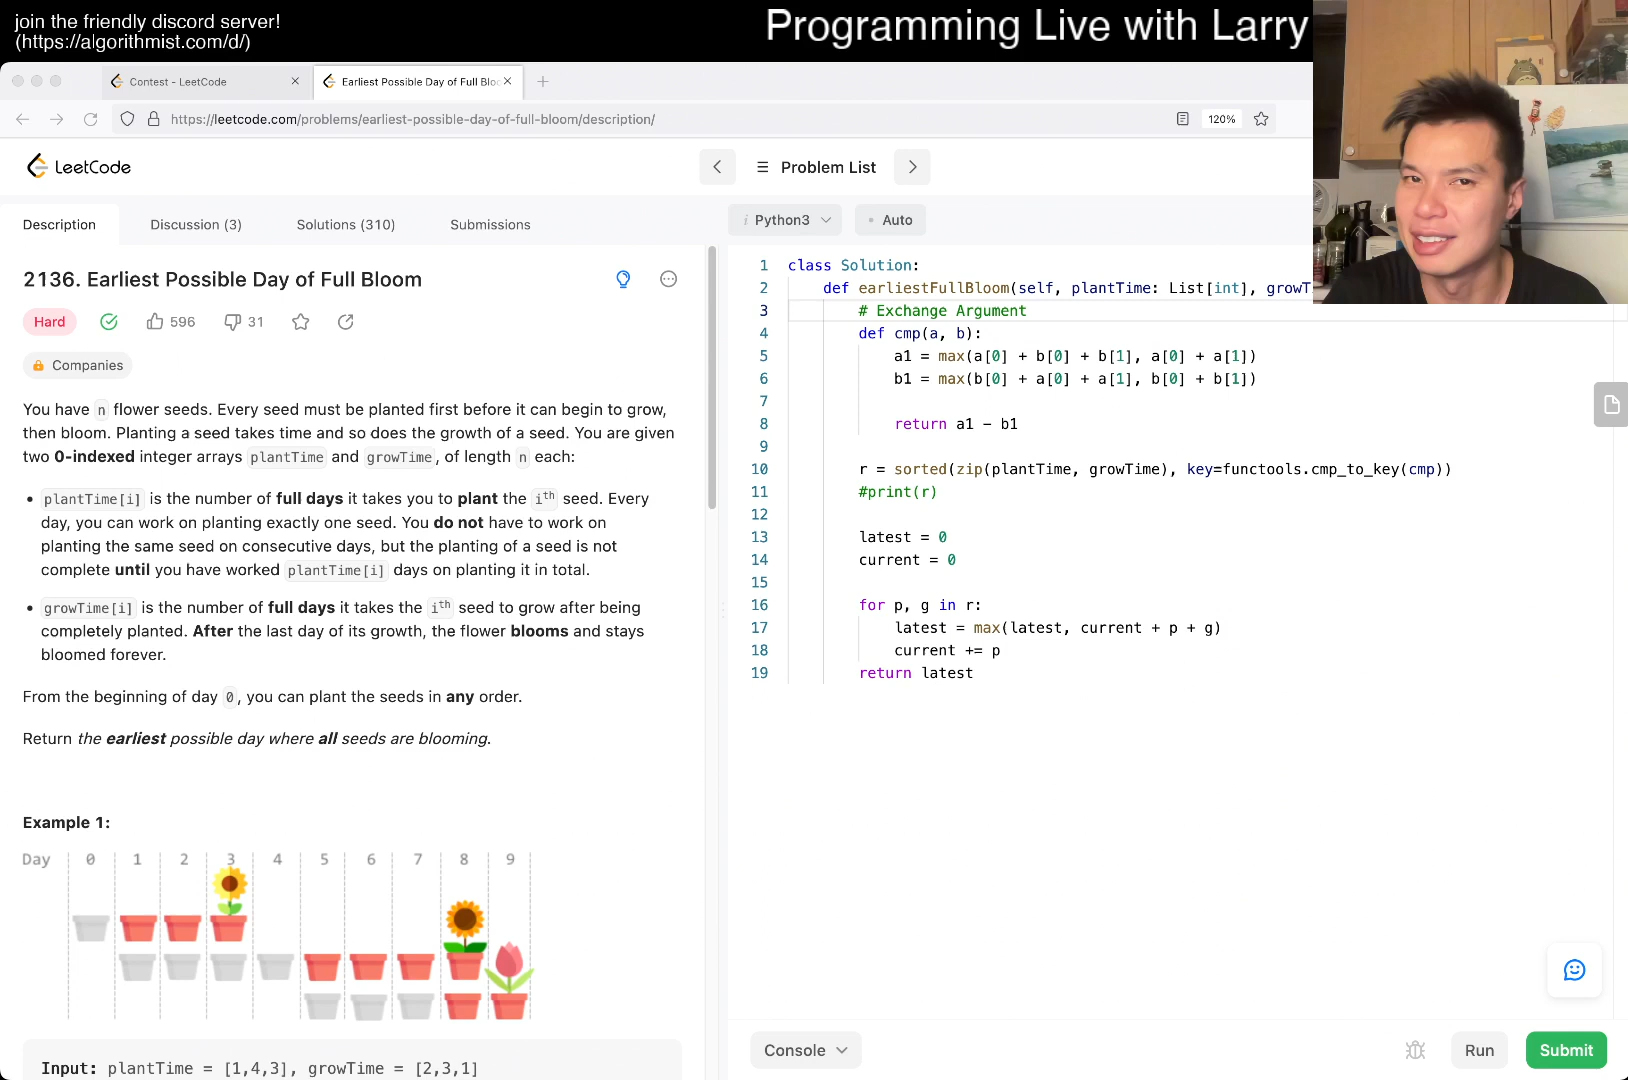 join the friendly discord server!
(https://algorithmist.com/d/)
Programming Live with Larry
Contest - LeetCode
Earliest Possible Day of Full Bloo
https://leetcode.com/problems/earliest-possible-day-of-full-bloom/description/
120%
LeetCode
Problem List
Description
Discussion (3)
Solutions (310)
Submissions
i Python3
Auto
2136. Earliest Possible Day of Full Bloom
Hard
596
31
Companies
You have n flower seeds. Every seed must be planted first before it can begin to grow,
then bloom. Planting a seed takes time and so does the growth of a seed. You are given
two 0-indexed integer arrays plantTime and growTime, of length n each:
• plantTime[i] is the number of full days it takes you to plant the ith seed. Every
day, you can work on planting exactly one seed. You do not have to work on
planting the same seed on consecutive days, but the planting of a seed is not
complete until you have worked plantTime[i] days on planting it in total.
• growTime[i] is the number of full days it takes the ith seed to grow after being
completely planted. After the last day of its growth, the flower blooms and stays
bloomed forever.
From the beginning of day 0, you can plant the seeds in any order.
Return the earliest possible day where all seeds are blooming.
Example 1:
Day 0 1 2 3 4 5 6 7 8 9
Input: plantTime = [1,4,3], growTime = [2,3,1]
1 class Solution:
2 def earliestFullBloom(self, plantTime: List[int], growT
3 # Exchange Argument
4 def cmp(a, b):
5 a1 = max(a[0] + b[0] + b[1], a[0] + a[1])
6 b1 = max(b[0] + a[0] + a[1], b[0] + b[1])
7
8 return a1 - b1
9
10 r = sorted(zip(plantTime, growTime), key=functools.cmp_to_key(cmp))
11 #print(r)
12
13 latest = 0
14 current = 0
15
16 for p, g in r:
17 latest = max(latest, current + p + g)
18 current += p
19 return latest
Console
Run
Submit